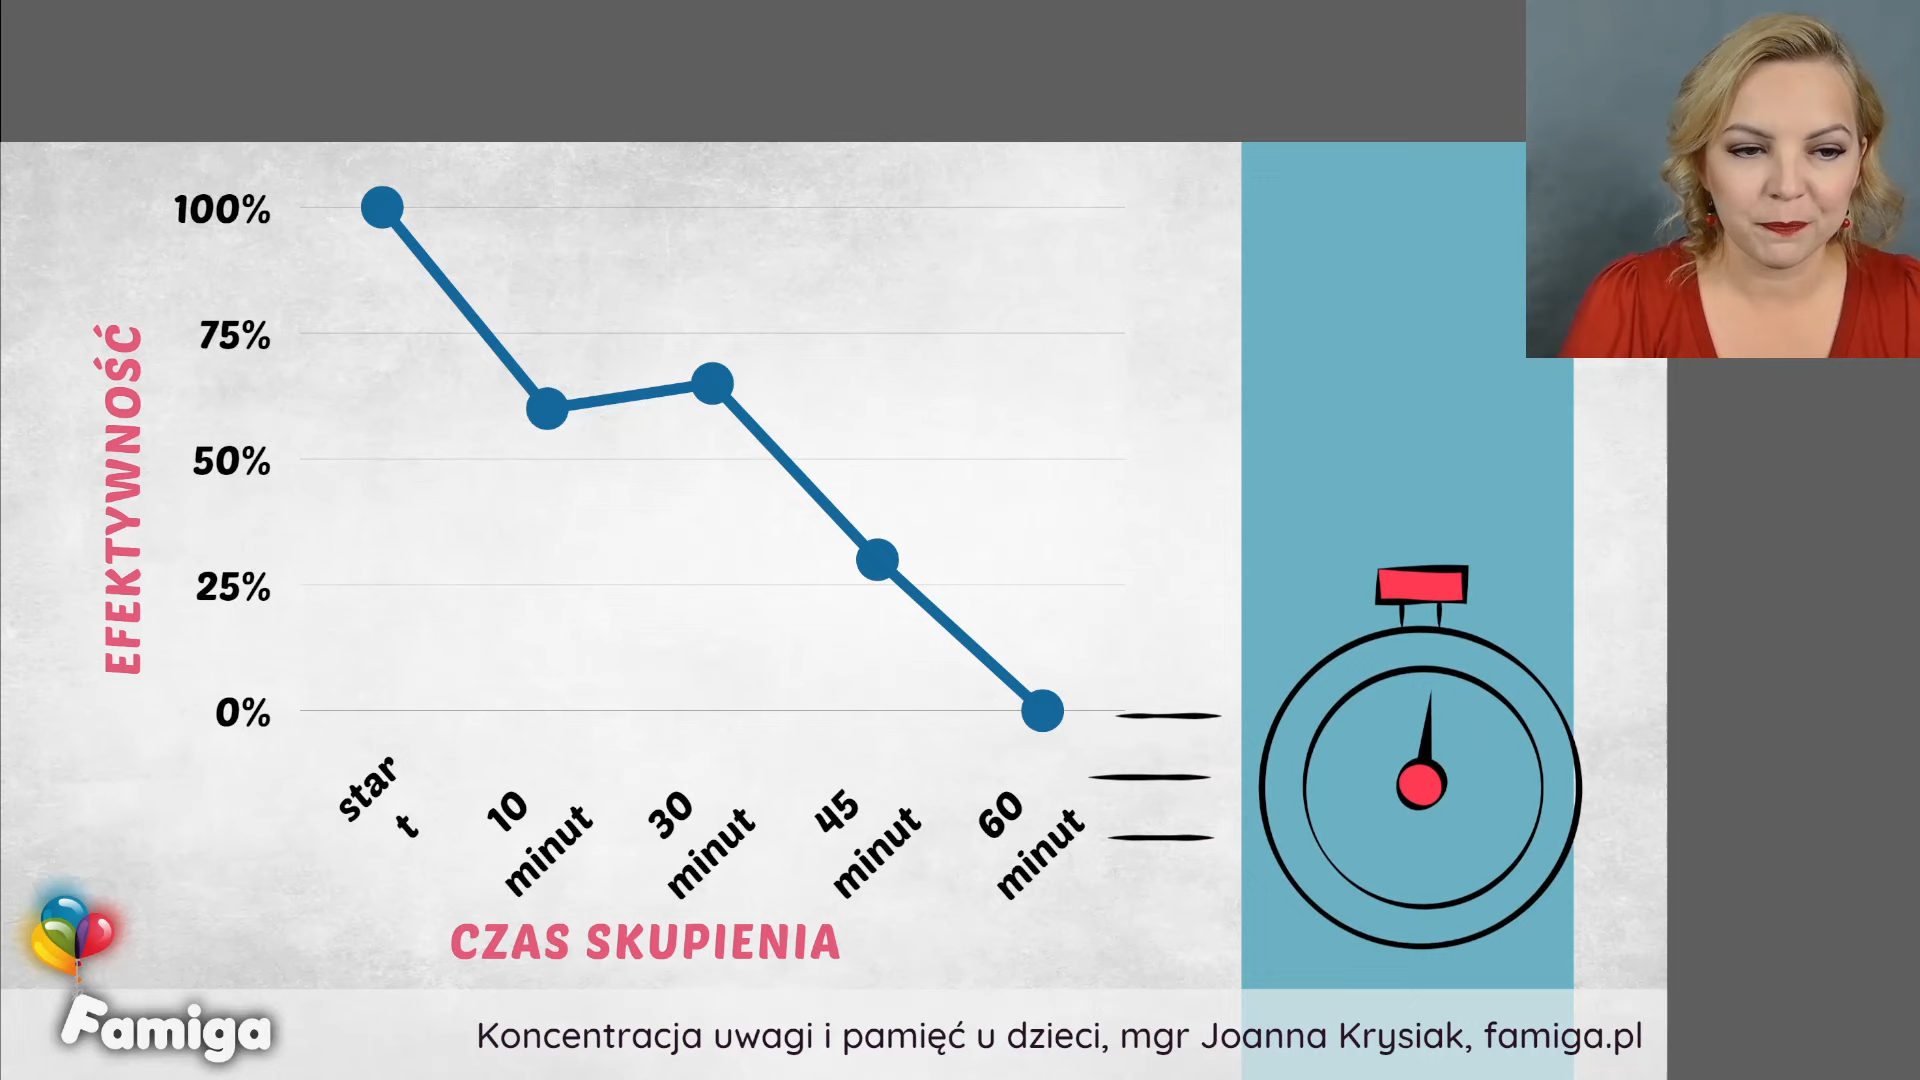 100%
75%
50%
25%
0%
EFEKTYWNOŚĆ
star
t
10
minut
30
minut
45
minut
60
minut
CZAS SKUPIENIA
Famiga
Koncentracja uwagi i pamięć u dzieci, mgr Joanna Krysiak, famiga.pl